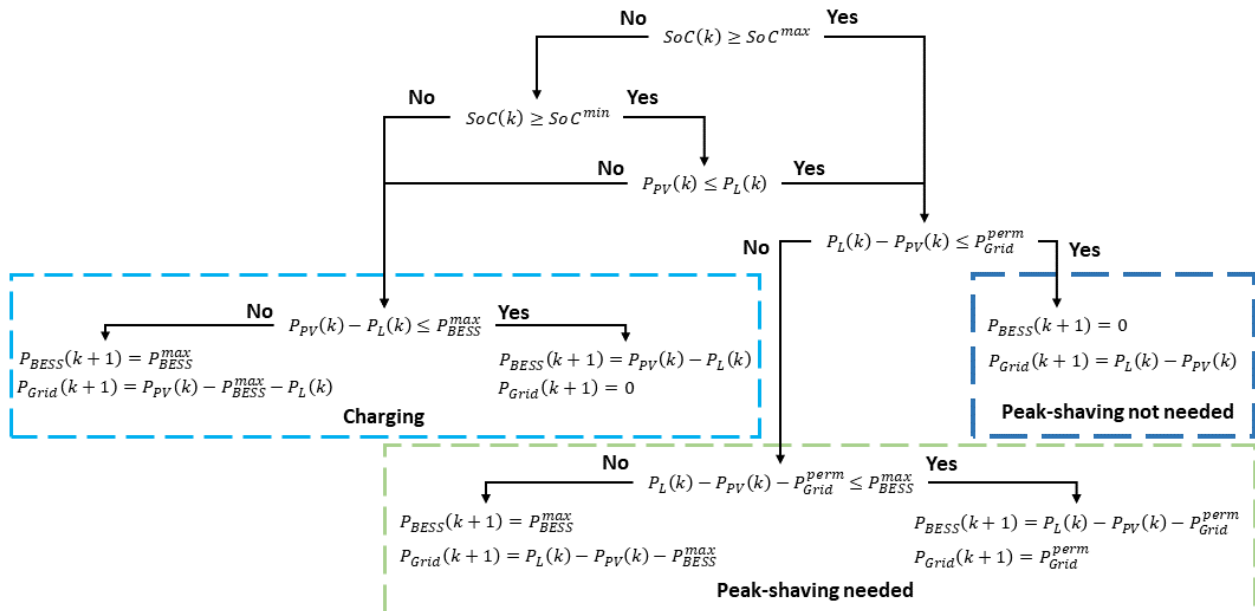 No
Yes
SoC(k) ≥ SoC^max
No
Yes
SoC(k) ≥ SoC^min
No
Yes
P_PV(k) ≤ P_L(k)
No
Yes
P_L(k) − P_PV(k) ≤ P_Grid^perm
No
Yes
P_PV(k) − P_L(k) ≤ P_BESS^max
P_BESS(k + 1) = P_BESS^max
P_Grid(k + 1) = P_PV(k) − P_BESS^max − P_L(k)
P_BESS(k + 1) = P_PV(k) − P_L(k)
P_Grid(k + 1) = 0
Charging
P_BESS(k + 1) = 0
P_Grid(k + 1) = P_L(k) − P_PV(k)
Peak-shaving not needed
No
Yes
P_L(k) − P_PV(k) − P_Grid^perm ≤ P_BESS^max
P_BESS(k + 1) = P_BESS^max
P_Grid(k + 1) = P_L(k) − P_PV(k) − P_BESS^max
P_BESS(k + 1) = P_L(k) − P_PV(k) − P_Grid^perm
P_Grid(k + 1) = P_Grid^perm
Peak-shaving needed